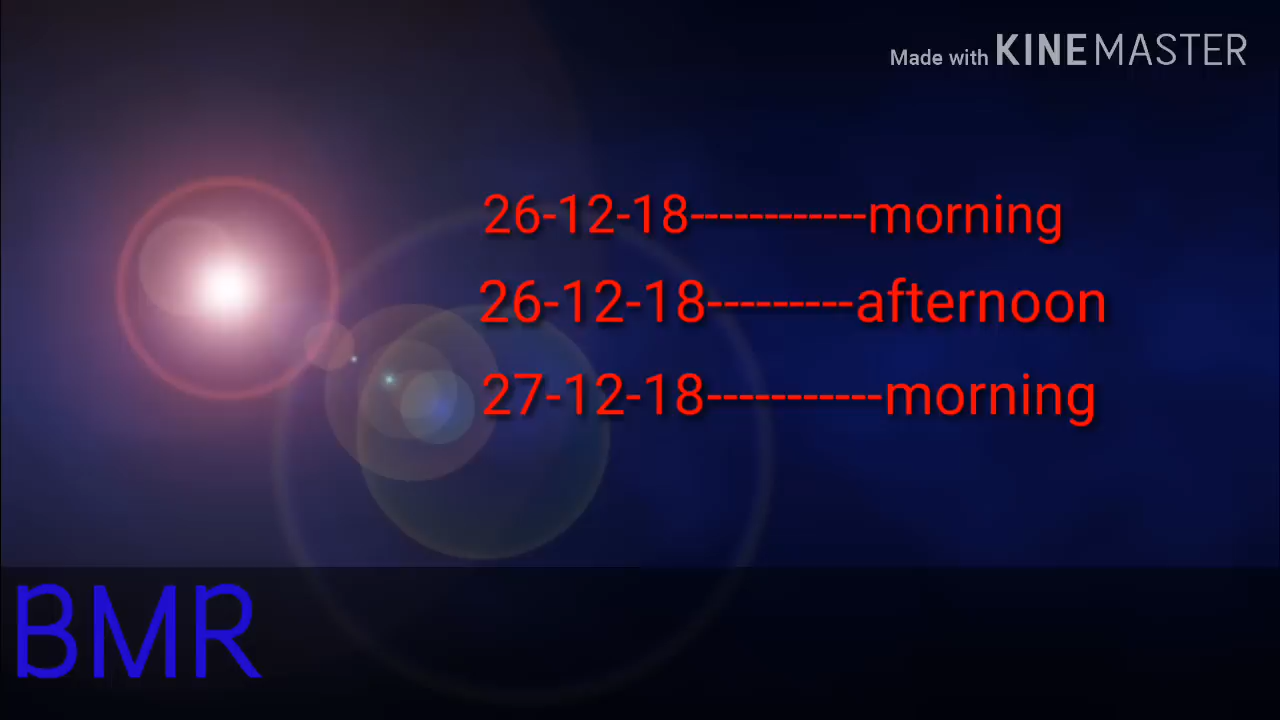 Made with KINEMASTER
26-12-18------------morning
26-12-18---------afternoon
27-12-18-----------morning
BMR